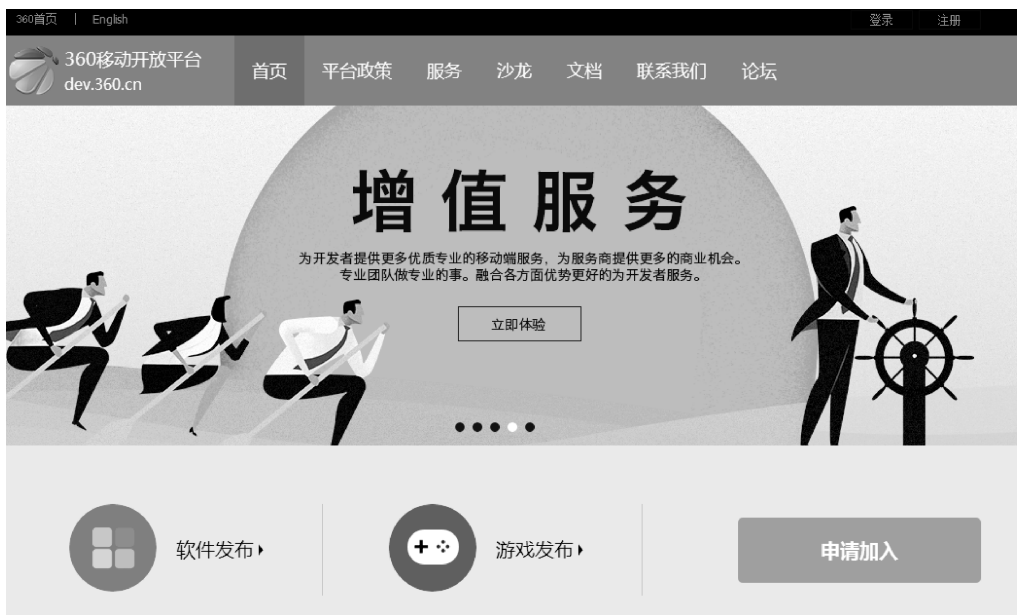 360首页 | English 登录 注册
360移动开放平台
dev.360.cn
首页 平台政策 服务 沙龙 文档 联系我们 论坛
增值服务
为开发者提供更多优质专业的移动端服务，为服务商提供更多的商业机会。
专业团队做专业的事。融合各方面优势更好的为开发者服务。
立即体验
软件发布 游戏发布 申请加入